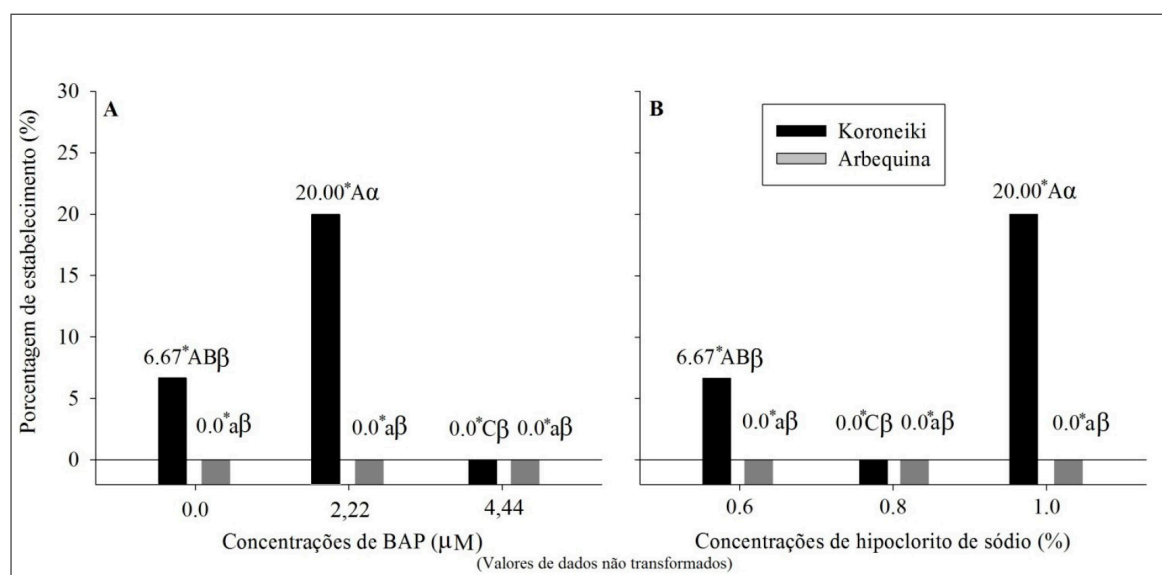 A
B
Porcentagem de estabelecimento (%)
30
25
20
15
10
5
0
6.67*ABβ
0.0*aβ
20.00*Aα
0.0*aβ
0.0*Cβ 0.0*aβ
0.0
2,22
4,44
Concentrações de BAP (μM)
Koroneiki
Arbequina
6.67*ABβ
0.0*aβ
0.0*Cβ 0.0*aβ
20.00*Aα
0.0*aβ
0.6
0.8
1.0
Concentrações de hipoclorito de sódio (%)
(Valores de dados não transformados)